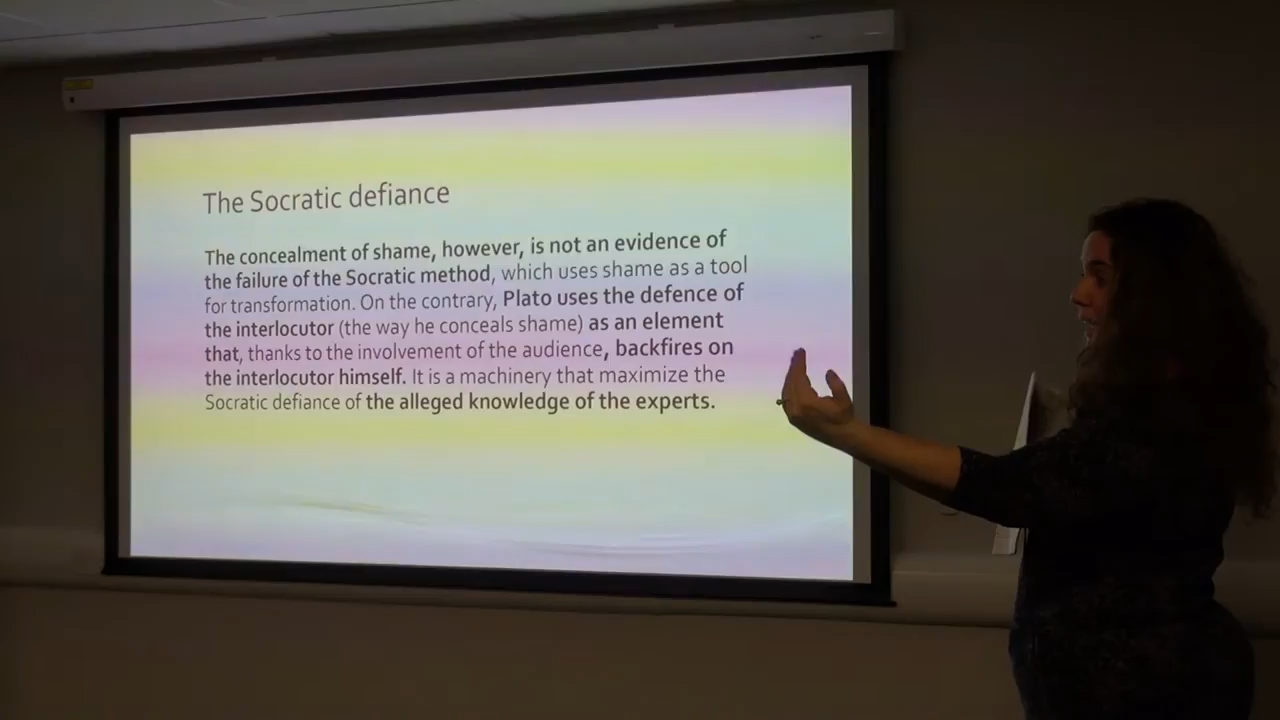 The Socratic defiance
The concealment of shame, however, is not an evidence of
the failure of the Socratic method, which uses shame as a tool
for transformation. On the contrary, Plato uses the defence of
the interlocutor (the way he conceals shame) as an element
that, thanks to the involvement of the audience, backfires on
the interlocutor himself. It is a machinery that maximize the
Socratic defiance of the alleged knowledge of the experts.